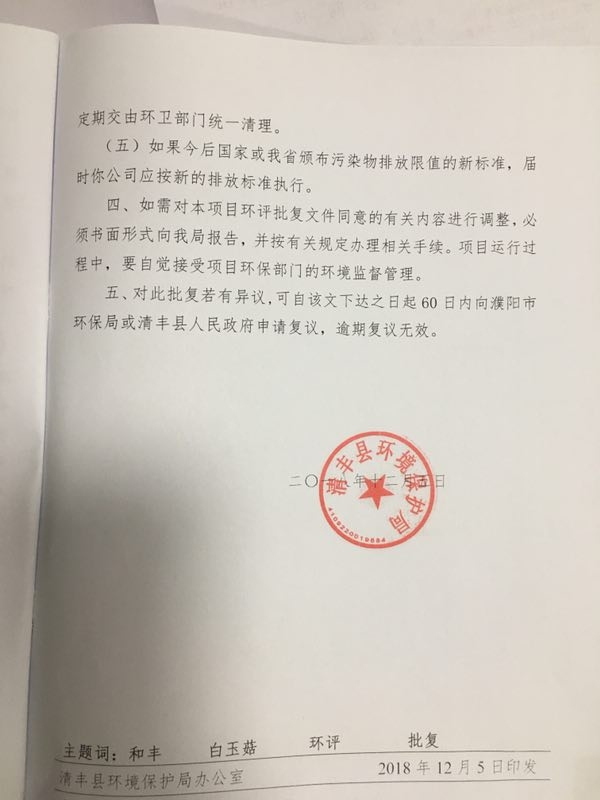 定期交由环卫部门统一清理。
（五）如果今后国家或我省颁布污染物排放限值的新标准，届
时你公司应按新的排放标准执行。
四、如需对本项目环评批复文件同意的有关内容进行调整，必
须书面形式向我局报告，并按有关规定办理相关手续。项目运行过
程中，要自觉接受项目环保部门的环境监督管理。
五、对此批复若有异议，可自该文下达之日起 60 日内向濮阳市
环保局或清丰县人民政府申请复议，逾期复议无效。
二〇一八年十二月五日
清丰县环境保护局
4109220019684
主题词：和丰 白玉菇 环评 批复
清丰县环境保护局办公室 2018 年 12 月 5 日印发